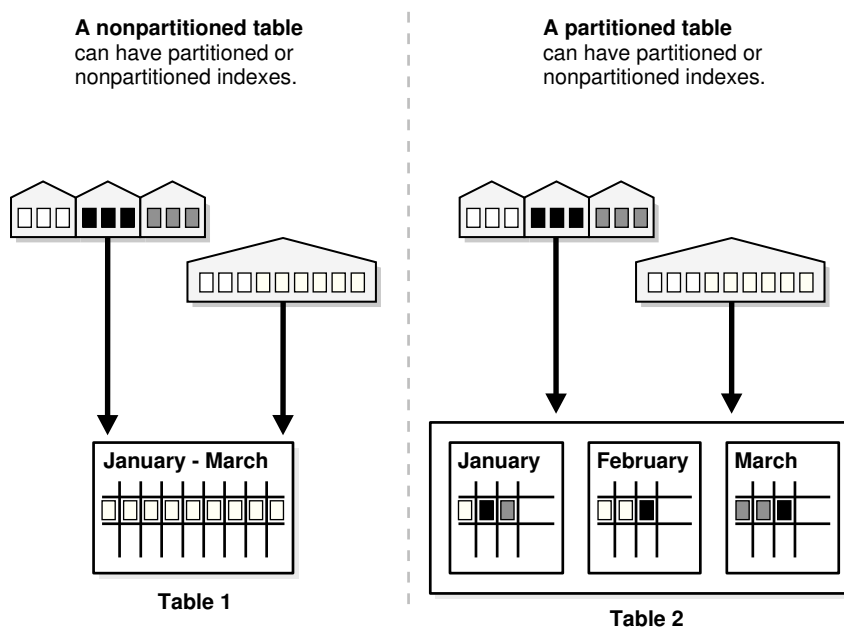 A nonpartitioned table
can have partitioned or
nonpartitioned indexes.
A partitioned table
can have partitioned or
nonpartitioned indexes.
January - March
Table 1
January
February
March
Table 2